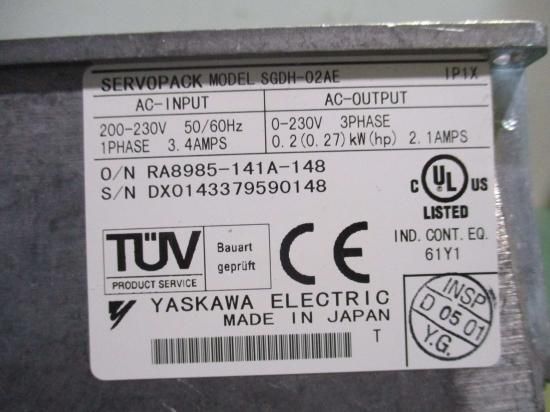 SERVOPACK MODEL SGDH-02AE IP1X
AC-INPUT AC-OUTPUT
200-230V 50/60Hz 0-230V 3PHASE
1PHASE 3.4AMPS 0.2(0.27)kW(hp) 2.1AMPS
O/N RA8985-141A-148
S/N DX0143379590148
C UL US
LISTED
IND. CONT. EQ.
61Y1
TÜV
PRODUCT SERVICE
Bauart
geprüft
CE
YASKAWA ELECTRIC
MADE IN JAPAN
T
INSP
D 05 01
Y.G.